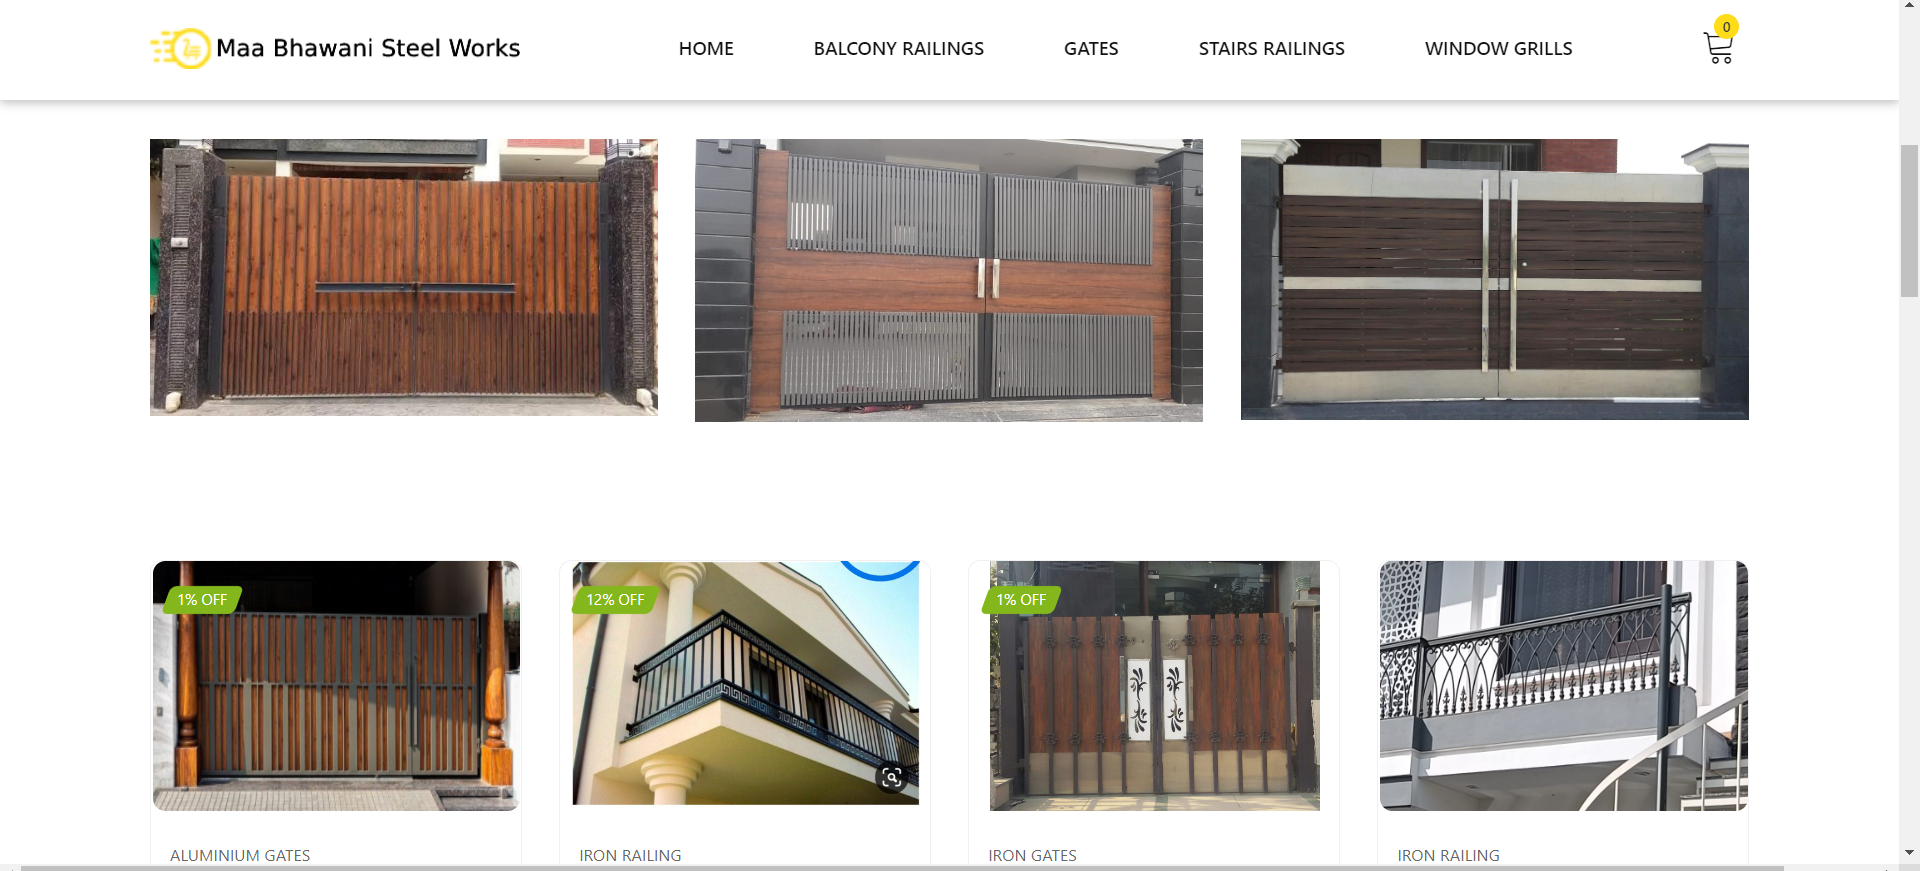 Maa Bhawani Steel Works
HOME
BALCONY RAILINGS
GATES
STAIRS RAILINGS
WINDOW GRILLS
0
1% OFF
12% OFF
1% OFF
ALUMINIUM GATES
IRON RAILING
IRON GATES
IRON RAILING